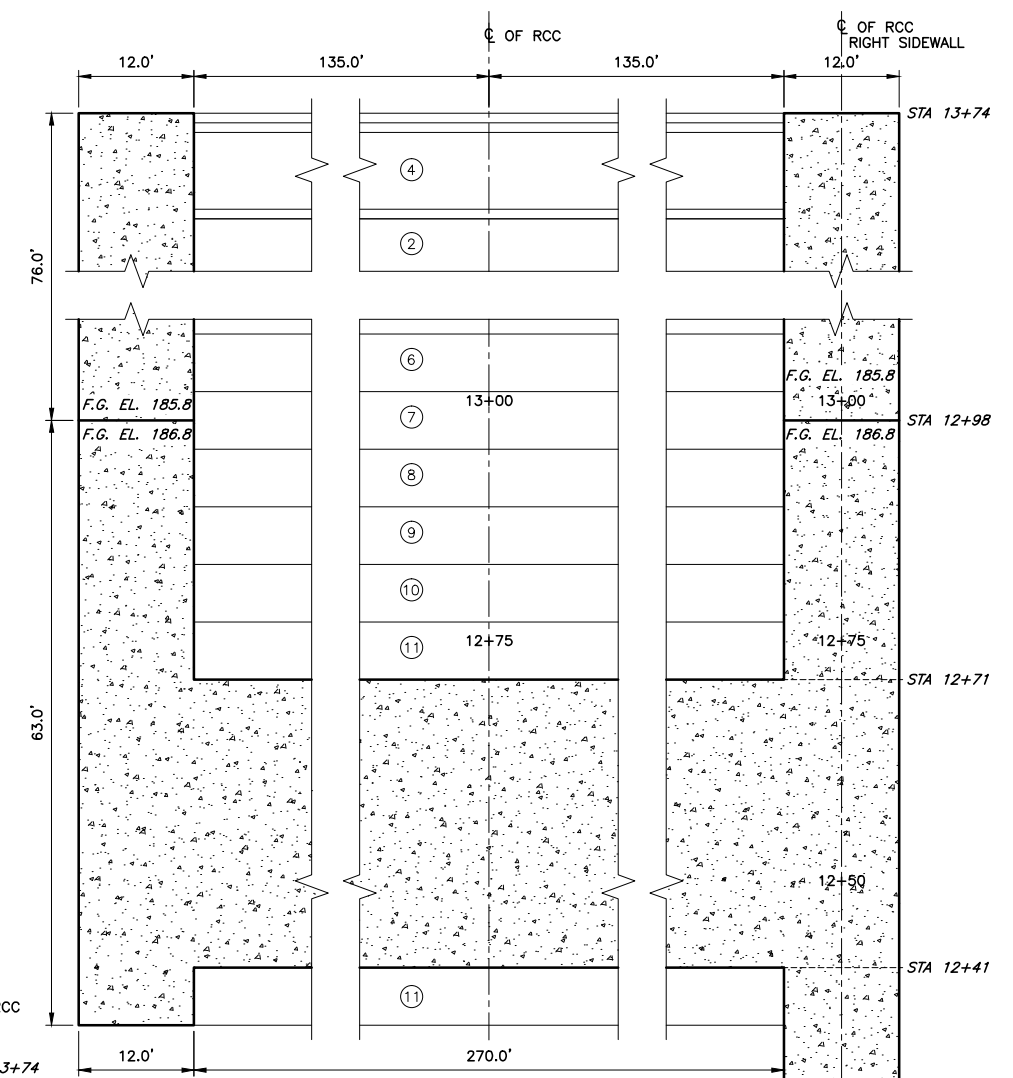 ℄ OF RCC
℄ OF RCC
RIGHT SIDEWALL
12.0'
135.0'
135.0'
12.0'
STA 13+74
4
2
76.0'
6
F.G. EL. 185.8
F.G. EL. 185.8
13+00
13+00
7
STA 12+98
F.G. EL. 186.8
F.G. EL. 186.8
8
9
10
11
12+75
12+75
STA 12+71
63.0'
12+50
STA 12+41
11
RCC
12.0'
270.0'
3+74